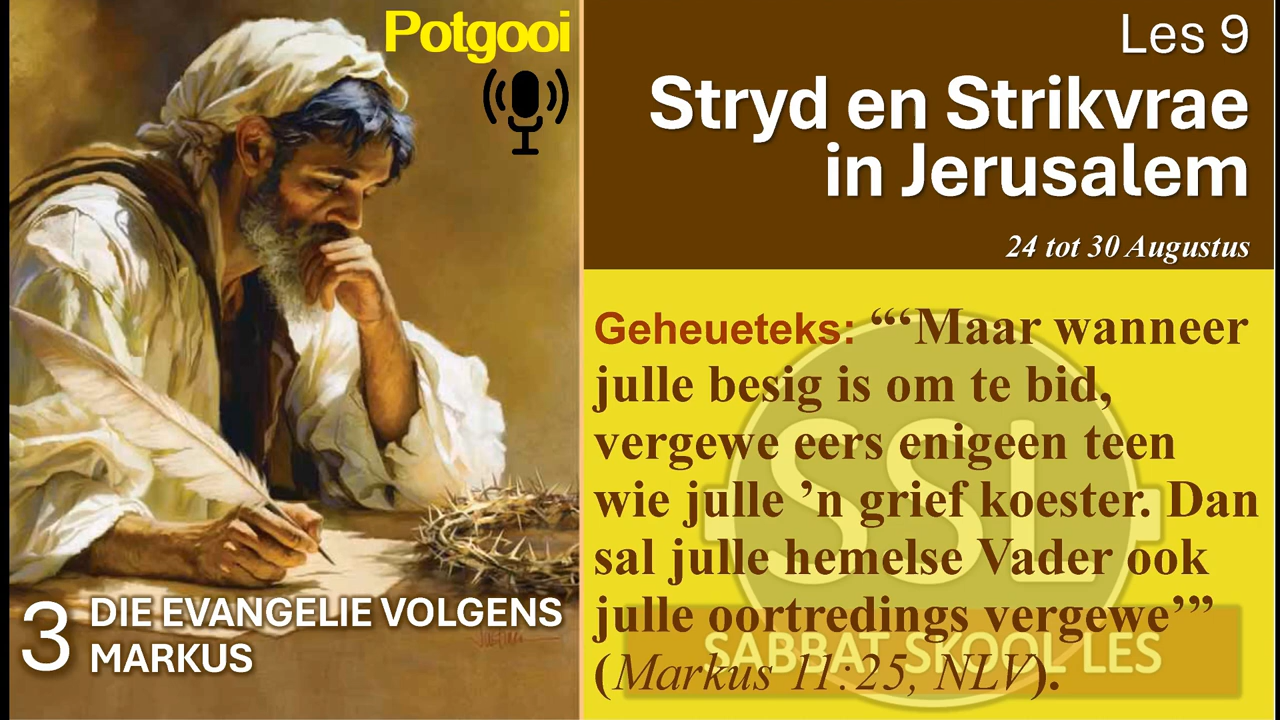 Potgooi
Les 9
Stryd en Strikvrae
in Jerusalem
24 tot 30 Augustus
Geheueteks: “‘Maar wanneer
julle besig is om te bid,
vergewe eers enigeen teen
wie julle ’n grief koester. Dan
sal julle hemelse Vader ook
julle oortredings vergewe’”
(Markus 11:25, NLV).
SSL
SABBAT SKOOL LES
3 DIE EVANGELIE VOLGENS
MARKUS